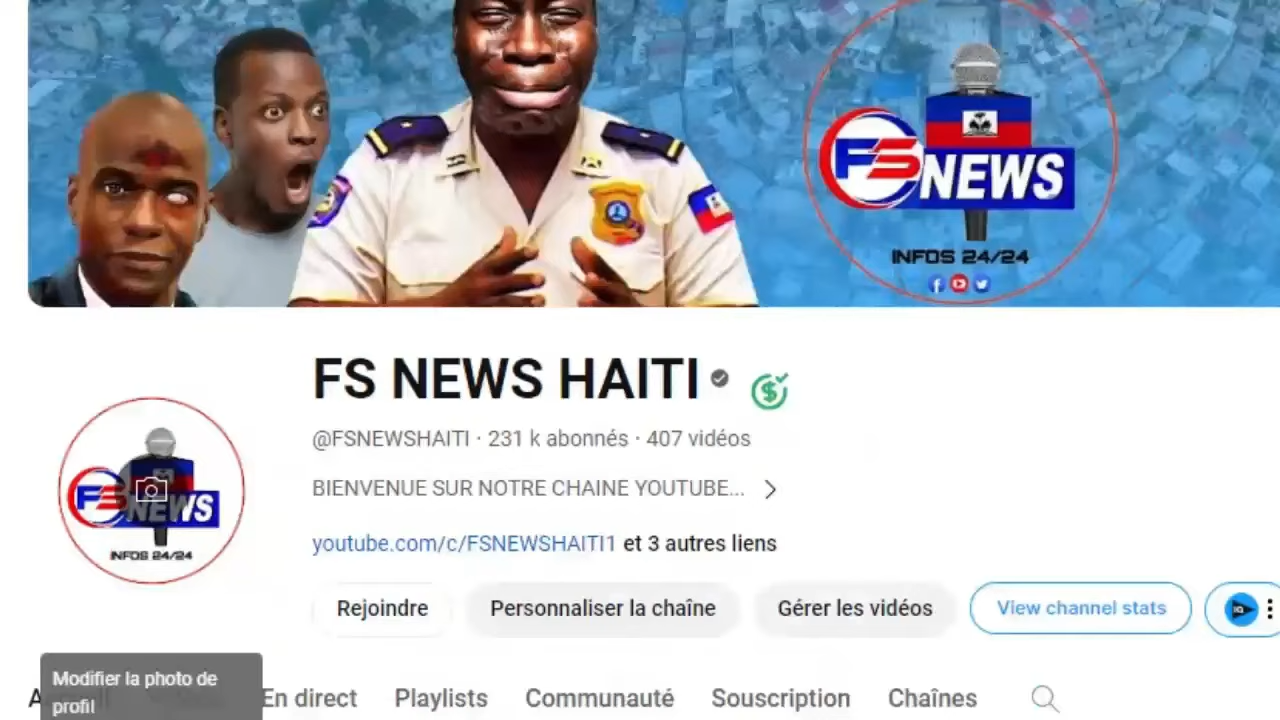 FS NEWS
INFOS 24/24
FS NEWS HAITI
@FSNEWSHAITI · 231 k abonnés · 407 vidéos
BIENVENUE SUR NOTRE CHAINE YOUTUBE...
youtube.com/c/FSNEWSHAITI1 et 3 autres liens
FS NEWS
INFOS 24/24
Rejoindre
Personnaliser la chaîne
Gérer les vidéos
View channel stats
IQ
Modifier la photo de
profil
En direct
Playlists
Communauté
Souscription
Chaînes